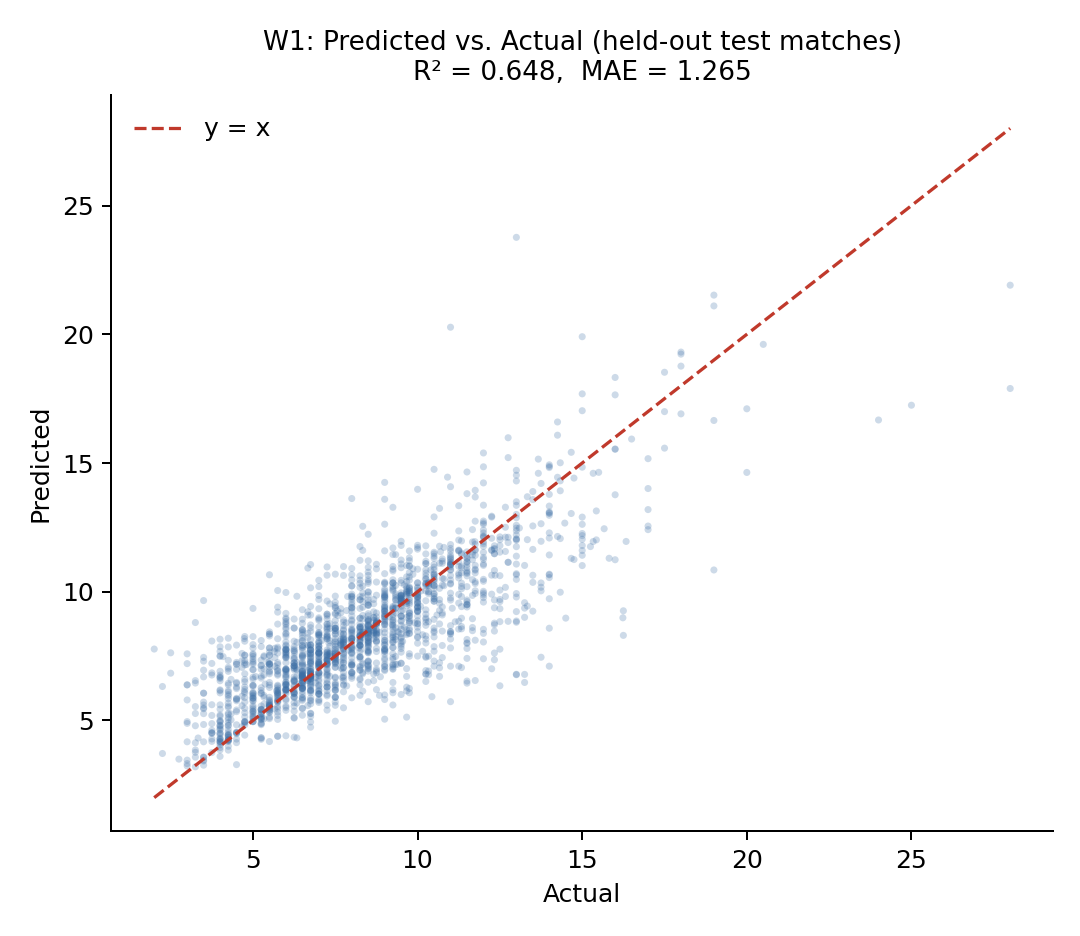 W1: Predicted vs. Actual (held-out test matches)
R² = 0.648, MAE = 1.265
y = x
25
20
15
10
5
Predicted
5
10
15
20
25
Actual